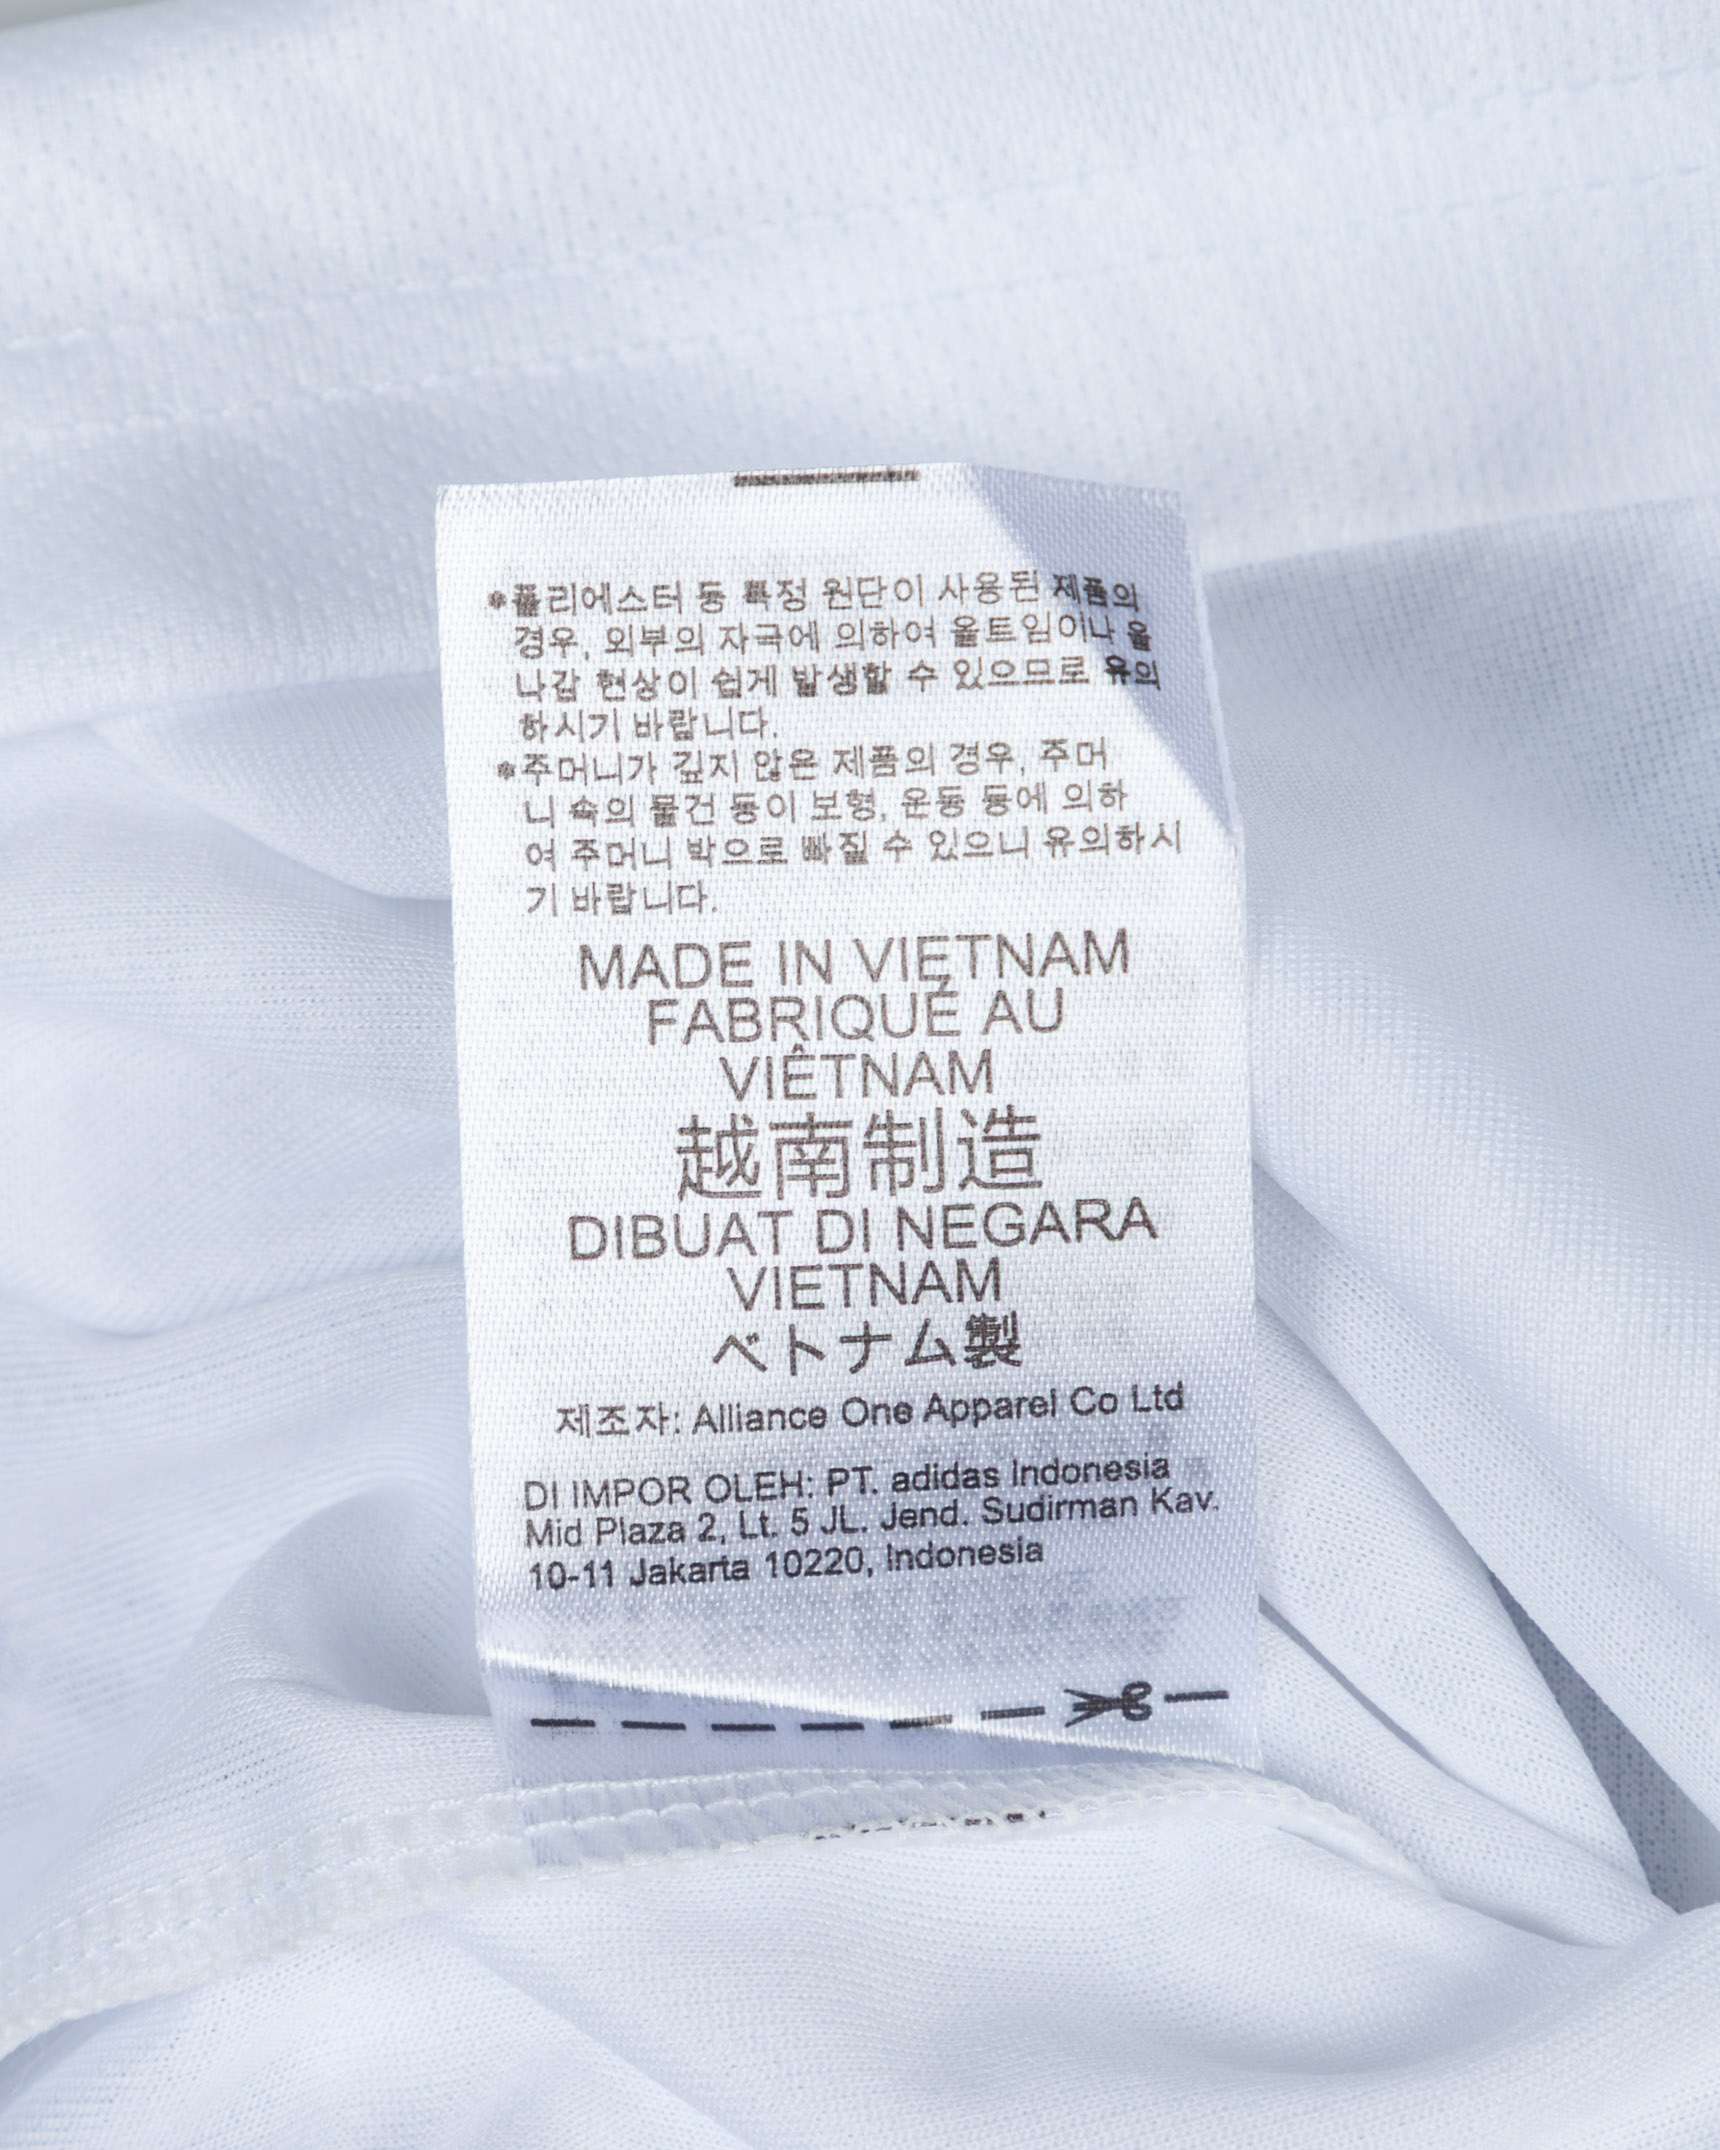 *폴리에스터 등 특정 원단이 사용된 제품의
경우, 외부의 자극에 의하여 올트임이나 올
나감 현상이 쉽게 발생할 수 있으므로 유의
하시기 바랍니다.
*주머니가 깊지 않은 제품의 경우, 주머
니 속의 물건 등이 보행, 운동 등에 의하
여 주머니 밖으로 빠질 수 있으니 유의하시
기 바랍니다.
MADE IN VIETNAM
FABRIQUÉ AU
VIÊTNAM
越南制造
DIBUAT DI NEGARA
VIETNAM
ベトナム製
제조자: Alliance One Apparel Co Ltd
DI IMPOR OLEH: PT. adidas Indonesia
Mid Plaza 2, Lt. 5 JL. Jend. Sudirman Kav.
10-11 Jakarta 10220, Indonesia